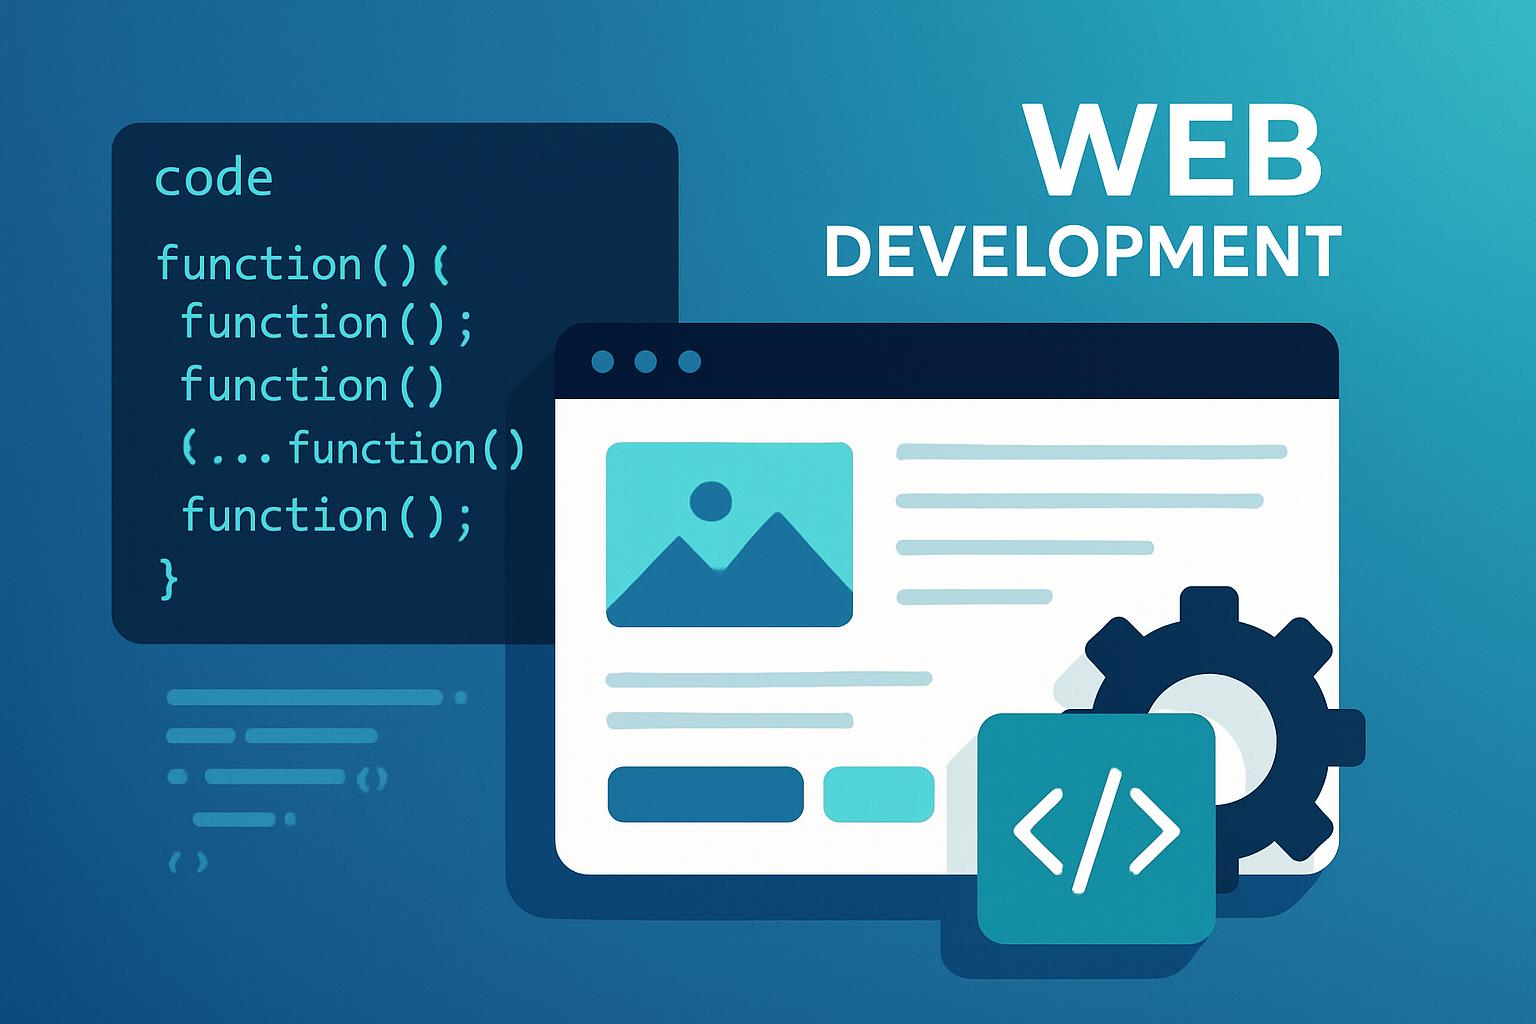 code
function()(
function();
function()
(...function()
function();
}
WEB
DEVELOPMENT
</>